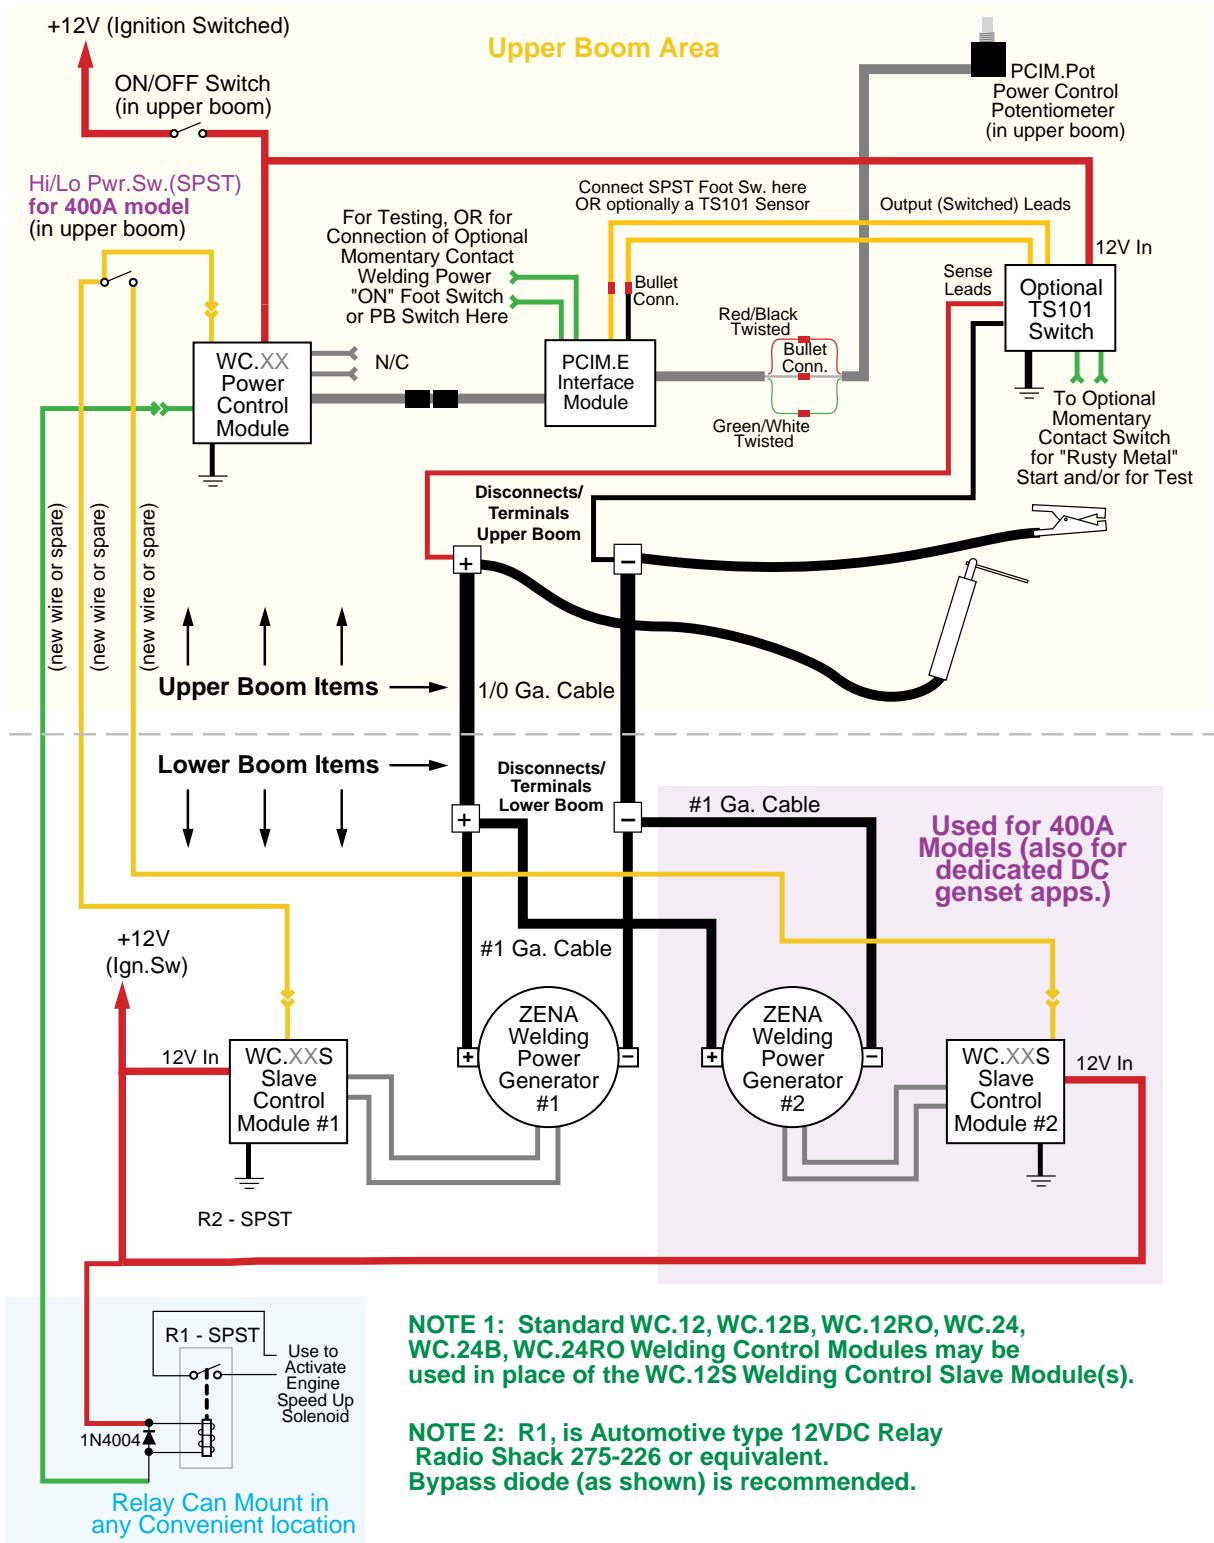 +12V (Ignition Switched)
Upper Boom Area
ON/OFF Switch
(in upper boom)
PCIM.Pot
Power Control
Potentiometer
(in upper boom)
Hi/Lo Pwr.Sw.(SPST)
for 400A model
(in upper boom)
For Testing, OR for
Connection of Optional
Momentary Contact
Welding Power
"ON" Foot Switch
or PB Switch Here
Connect SPST Foot Sw. here
OR optionally a TS101 Sensor
Output (Switched) Leads
12V In
Sense
Leads
Optional
TS101
Switch
Bullet
Conn.
Red/Black
Twisted
Bullet
Conn.
Green/White
Twisted
WC.XX
Power
Control
Module
N/C
PCIM.E
Interface
Module
To Optional
Momentary
Contact Switch
for "Rusty Metal"
Start and/or for Test
Disconnects/
Terminals
Upper Boom
+
−
(new wire or spare)
(new wire or spare)
(new wire or spare)
Upper Boom Items
1/0 Ga. Cable
Lower Boom Items
Disconnects/
Terminals
Lower Boom
+
−
#1 Ga. Cable
Used for 400A
Models (also for
dedicated DC
genset apps.)
+12V
(Ign.Sw)
#1 Ga. Cable
12V In
WC.XXS
Slave
Control
Module #1
+
ZENA
Welding
Power
Generator
#1
−
+
ZENA
Welding
Power
Generator
#2
−
WC.XXS
Slave
Control
Module #2
12V In
R2 - SPST
R1 - SPST
Use to
Activate
Engine
Speed Up
Solenoid
1N4004
Relay Can Mount in
any Convenient location
NOTE 1: Standard WC.12, WC.12B, WC.12RO, WC.24,
WC.24B, WC.24RO Welding Control Modules may be
used in place of the WC.12S Welding Control Slave Module(s).
NOTE 2: R1, is Automotive type 12VDC Relay
Radio Shack 275-226 or equivalent.
Bypass diode (as shown) is recommended.